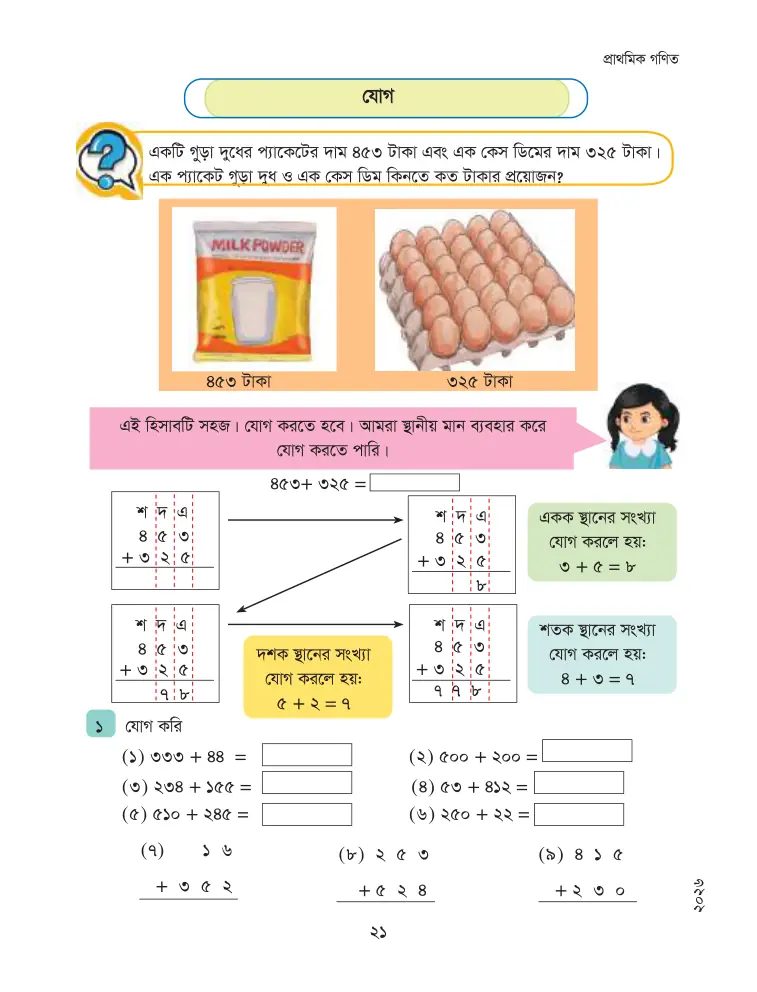 প্রাথমিক গণিত
যোগ
একটি গুড়া দুধের প্যাকেটের দাম ৪৫৩ টাকা এবং এক কেস ডিমের দাম ৩২৫ টাকা।
এক প্যাকেট গুড়া দুধ ও এক কেস ডিম কিনতে কত টাকার প্রয়োজন?
MILK POWDER
৪৫৩ টাকা ৩২৫ টাকা
এই হিসাবটি সহজ। যোগ করতে হবে। আমরা স্থানীয় মান ব্যবহার করে
যোগ করতে পারি।
৪৫৩+ ৩২৫ =
শ দ এ
৪ ৫ ৩
+ ৩ ২ ৫
শ দ এ
৪ ৫ ৩
+ ৩ ২ ৫
৮
একক স্থানের সংখ্যা
যোগ করলে হয়:
৩ + ৫ = ৮
শ দ এ
৪ ৫ ৩
+ ৩ ২ ৫
৭ ৮
দশক স্থানের সংখ্যা
যোগ করলে হয়:
৫ + ২ = ৭
শ দ এ
৪ ৫ ৩
+ ৩ ২ ৫
৭ ৭ ৮
শতক স্থানের সংখ্যা
যোগ করলে হয়:
৪ + ৩ = ৭
১ যোগ করি
(১) ৩৩৩ + ৪৪ = (২) ৫০০ + ২০০ =
(৩) ২৩৪ + ১৫৫ = (৪) ৫৩ + ৪১২ =
(৫) ৫১০ + ২৪৫ = (৬) ২৫০ + ২২ =
(৭) ১ ৬
+ ৩ ৫ ২
(৮) ২ ৫ ৩
+ ৫ ২ ৪
(৯) ৪ ১ ৫
+ ২ ৩ ০
২০২৬
২১